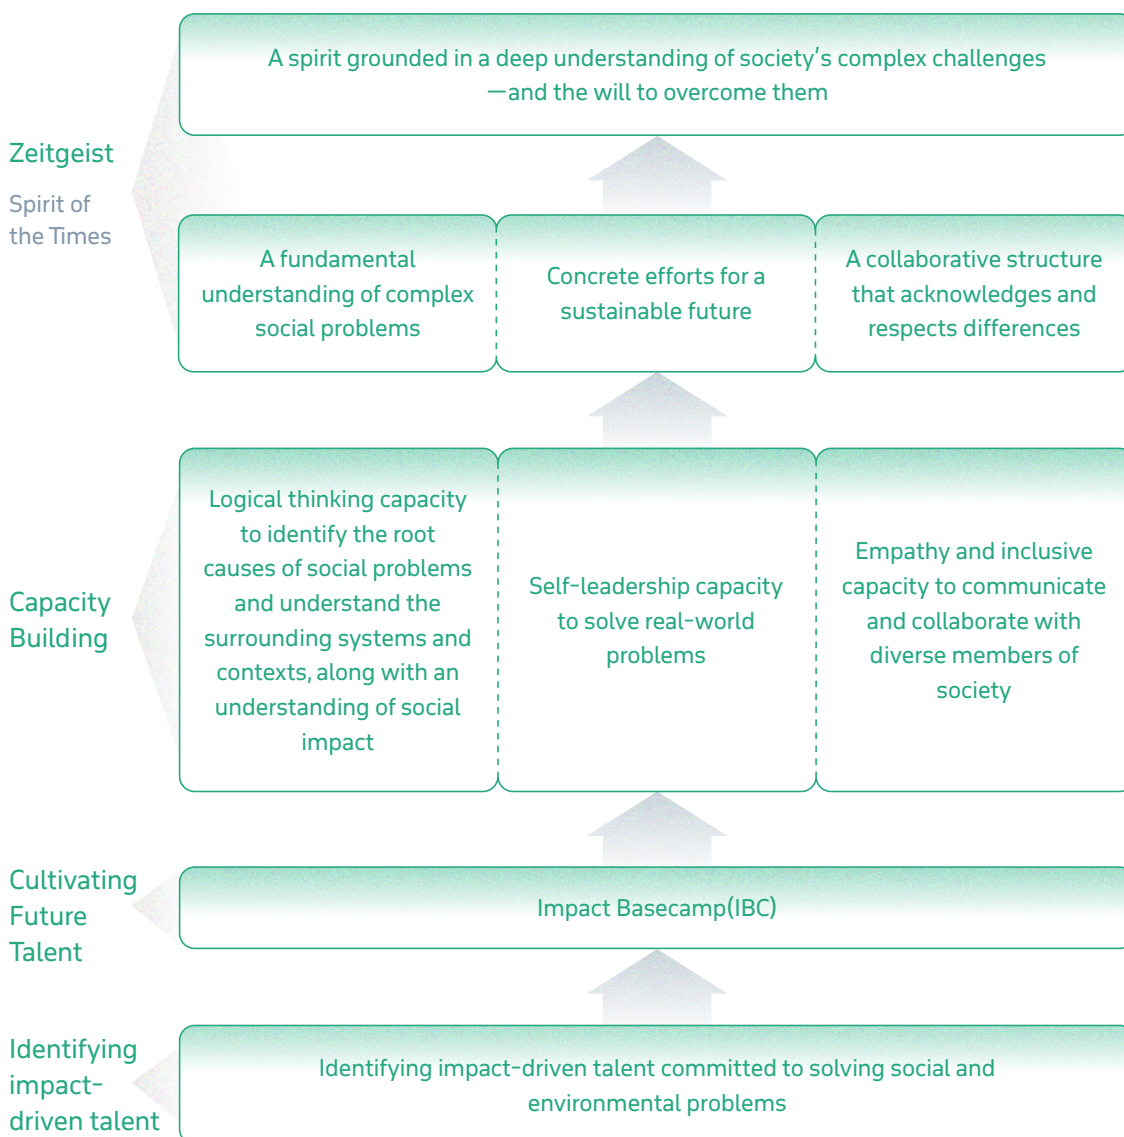 A spirit grounded in a deep understanding of society's complex challenges
—and the will to overcome them
Zeitgeist
Spirit of
the Times
A fundamental
understanding of complex
social problems
Concrete efforts for a
sustainable future
A collaborative structure
that acknowledges and
respects differences
Capacity
Building
Logical thinking capacity
to identify the root
causes of social problems
and understand the
surrounding systems and
contexts, along with an
understanding of social
impact
Self-leadership capacity
to solve real-world
problems
Empathy and inclusive
capacity to communicate
and collaborate with
diverse members of
society
Cultivating
Future
Talent
Impact Basecamp(IBC)
Identifying
impact-
driven talent
Identifying impact-driven talent committed to solving social and
environmental problems